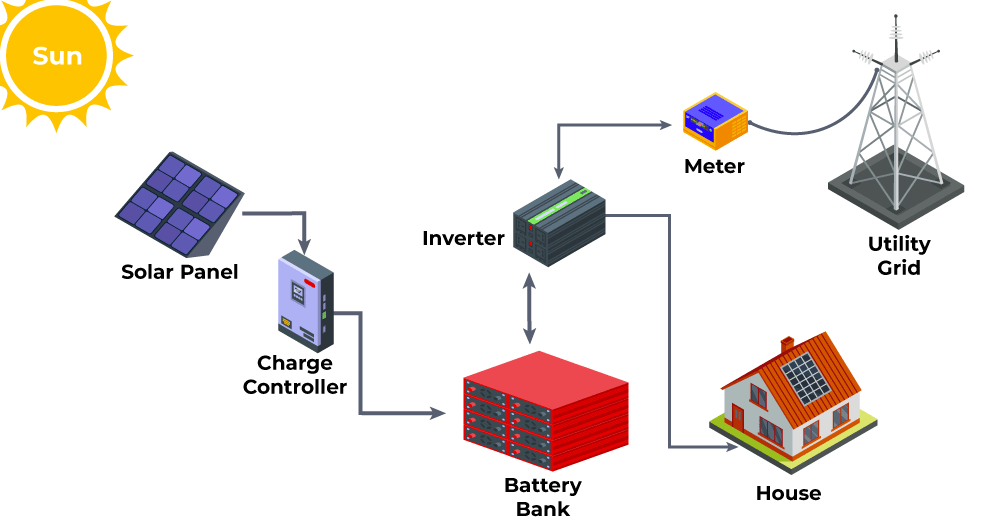 Sun
Meter
Inverter
Utility
Grid
Solar Panel
Charge
Controller
Battery
Bank
House